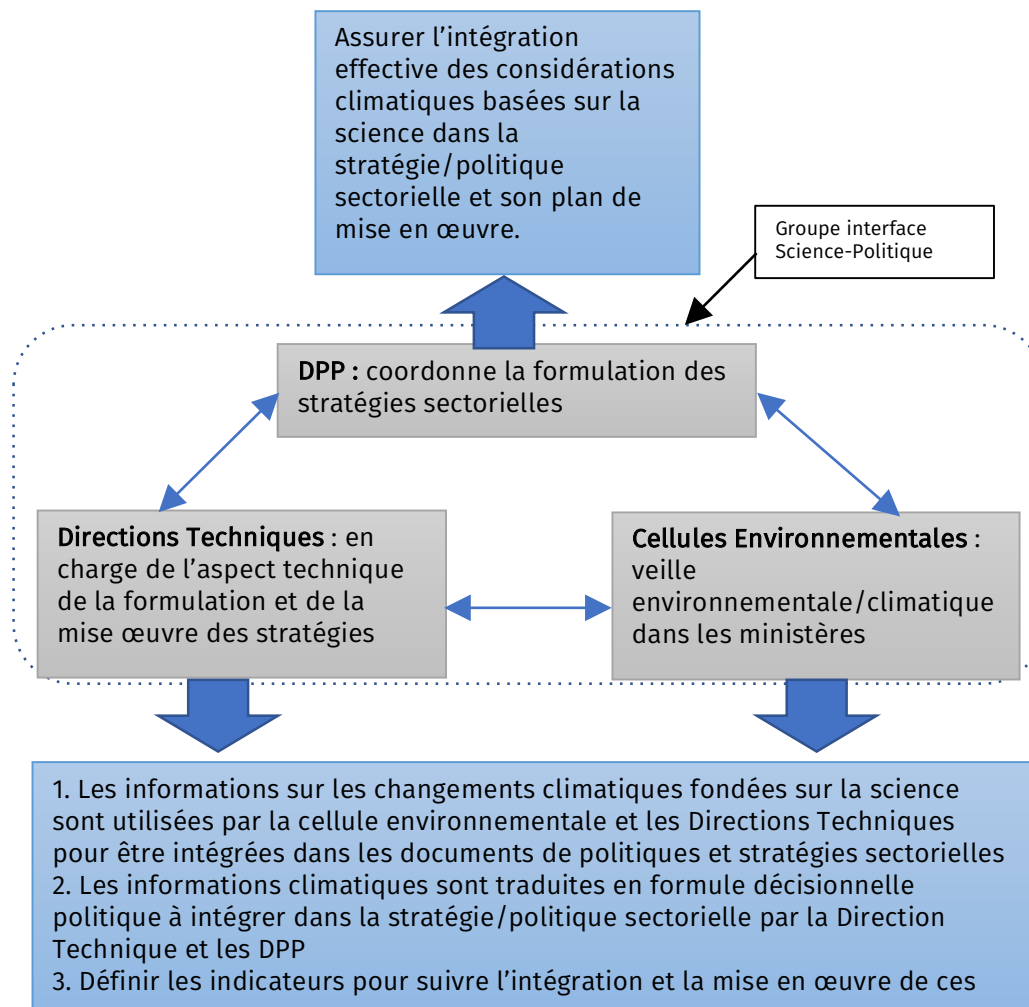 Assurer l’intégration
effective des considérations
climatiques basées sur la
science dans la
stratégie/politique
sectorielle et son plan de
mise en œuvre.
Groupe interface
Science-Politique
DPP : coordonne la formulation des
stratégies sectorielles
Directions Techniques : en
charge de l’aspect technique
de la formulation et de la
mise œuvre des stratégies
Cellules Environnementales :
veille
environnementale/climatique
dans les ministères
1. Les informations sur les changements climatiques fondées sur la science
sont utilisées par la cellule environnementale et les Directions Techniques
pour être intégrées dans les documents de politiques et stratégies sectorielles
2. Les informations climatiques sont traduites en formule décisionnelle
politique à intégrer dans la stratégie/politique sectorielle par la Direction
Technique et les DPP
3. Définir les indicateurs pour suivre l’intégration et la mise en œuvre de ces